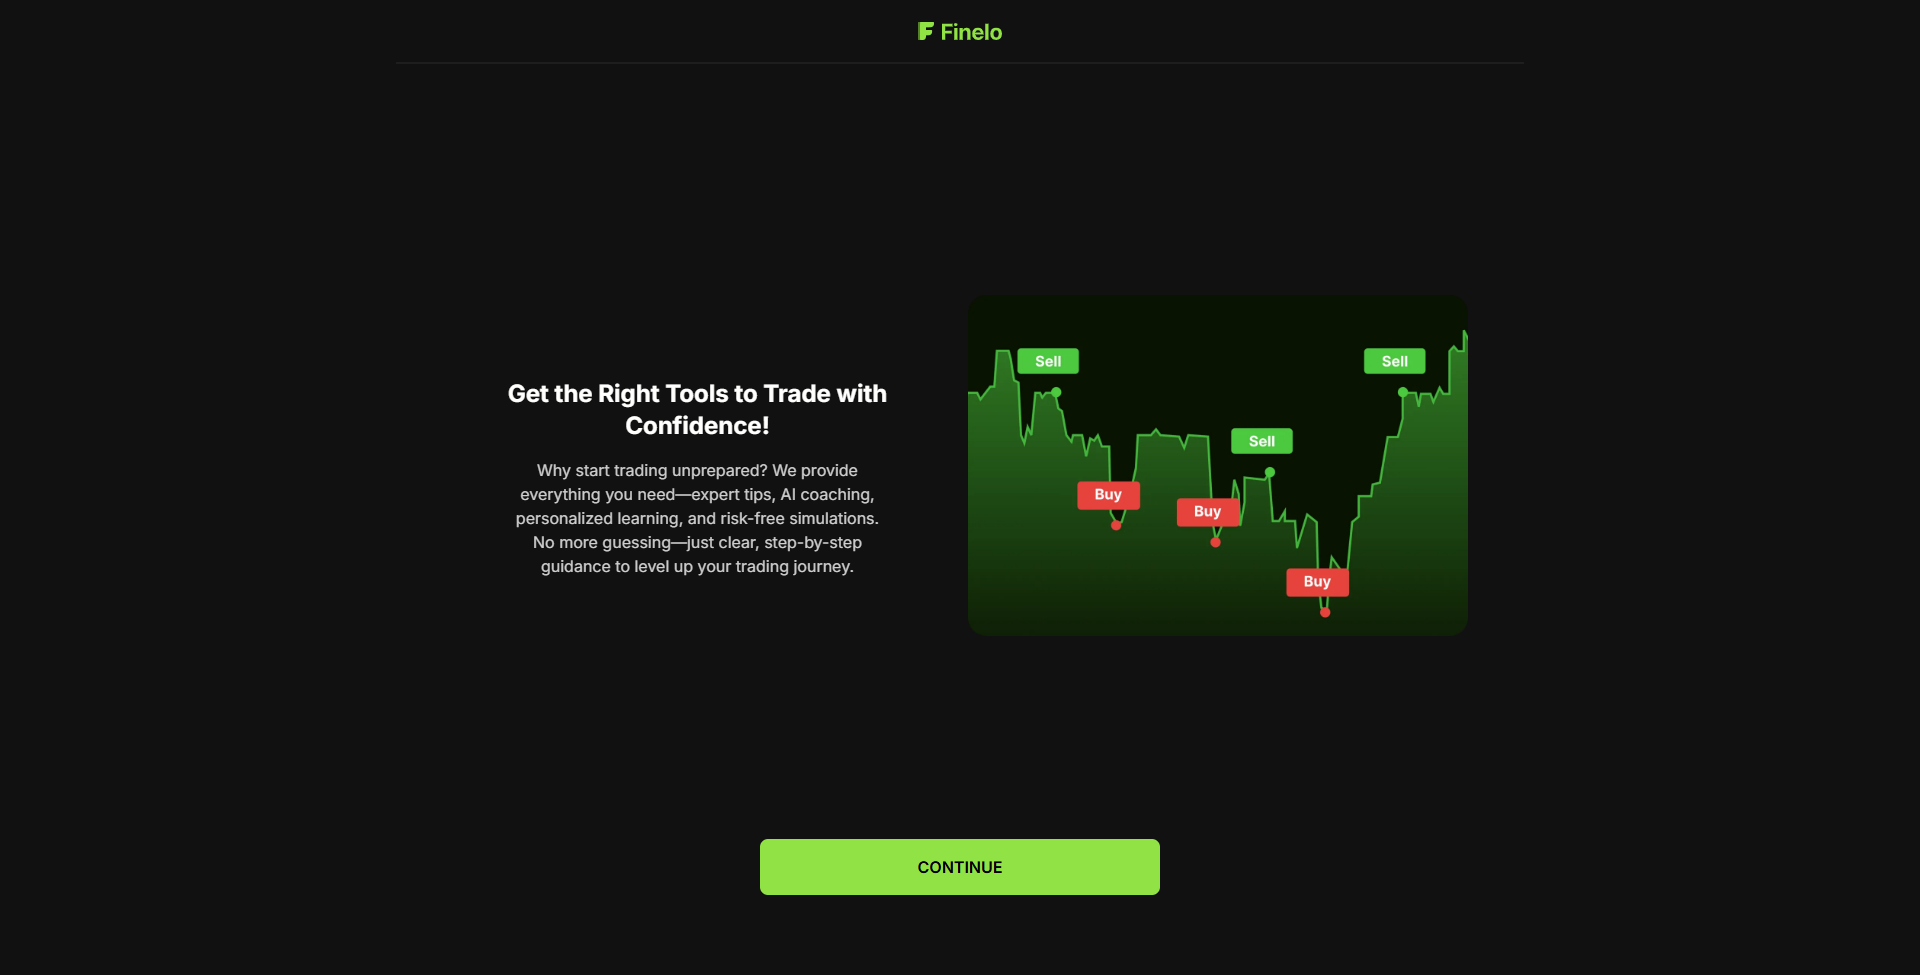 Finelo
Get the Right Tools to Trade with
Confidence!
Why start trading unprepared? We provide
everything you need—expert tips, AI coaching,
personalized learning, and risk-free simulations.
No more guessing—just clear, step-by-step
guidance to level up your trading journey.
Sell
Sell
Sell
Buy
Buy
Buy
CONTINUE